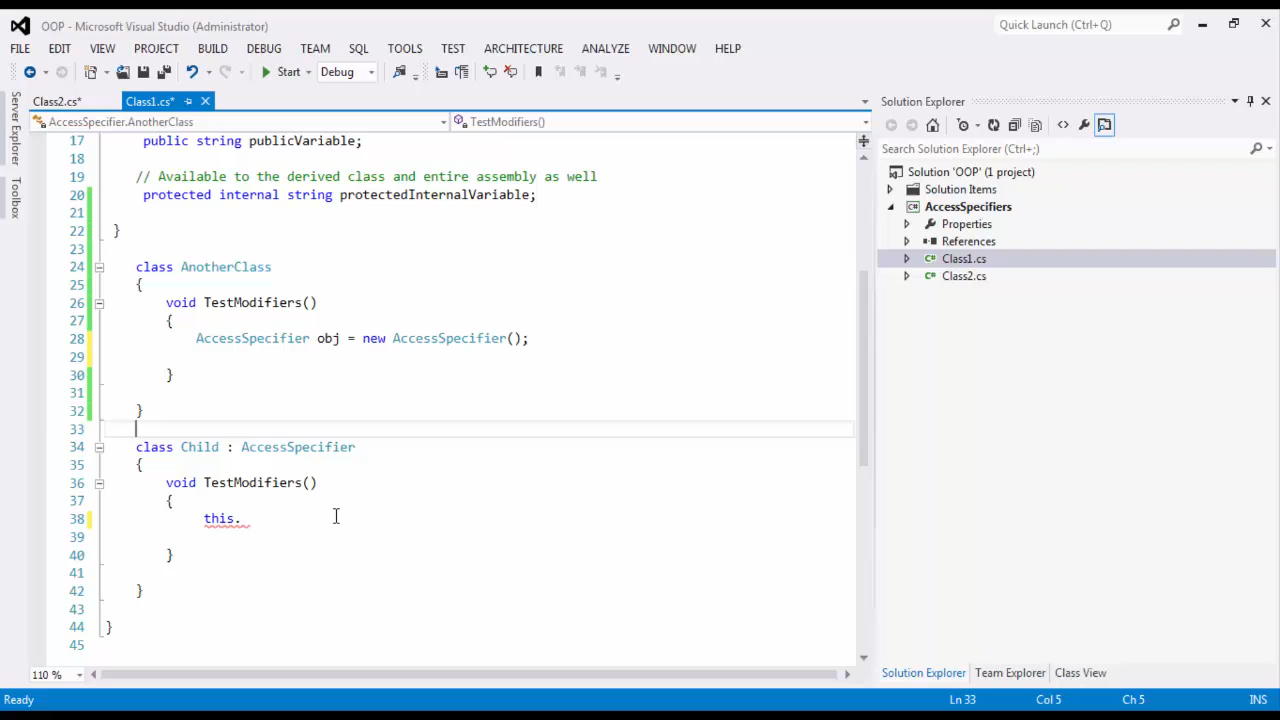 OOP - Microsoft Visual Studio (Administrator)
Quick Launch (Ctrl+Q)
FILE EDIT VIEW PROJECT BUILD DEBUG TEAM SQL TOOLS TEST ARCHITECTURE ANALYZE WINDOW HELP
Start Debug
Server Explorer
Toolbox
Class2.cs* Class1.cs*
AccessSpecifier.AnotherClass TestModifiers()
17 public string publicVariable;
18
19 // Available to the derived class and entire assembly as well
20 protected internal string protectedInternalVariable;
21
22 }
23
24 class AnotherClass
25 {
26 void TestModifiers()
27 {
28 AccessSpecifier obj = new AccessSpecifier();
29
30 }
31
32 }
33
34 class Child : AccessSpecifier
35 {
36 void TestModifiers()
37 {
38 this.
39
40 }
41
42 }
43
44 }
45
110 %
Solution Explorer
Search Solution Explorer (Ctrl+;)
Solution 'OOP' (1 project)
Solution Items
C# AccessSpecifiers
Properties
References
C# Class1.cs
C# Class2.cs
Solution Explorer Team Explorer Class View
Ready Ln 33 Col 5 Ch 5 INS